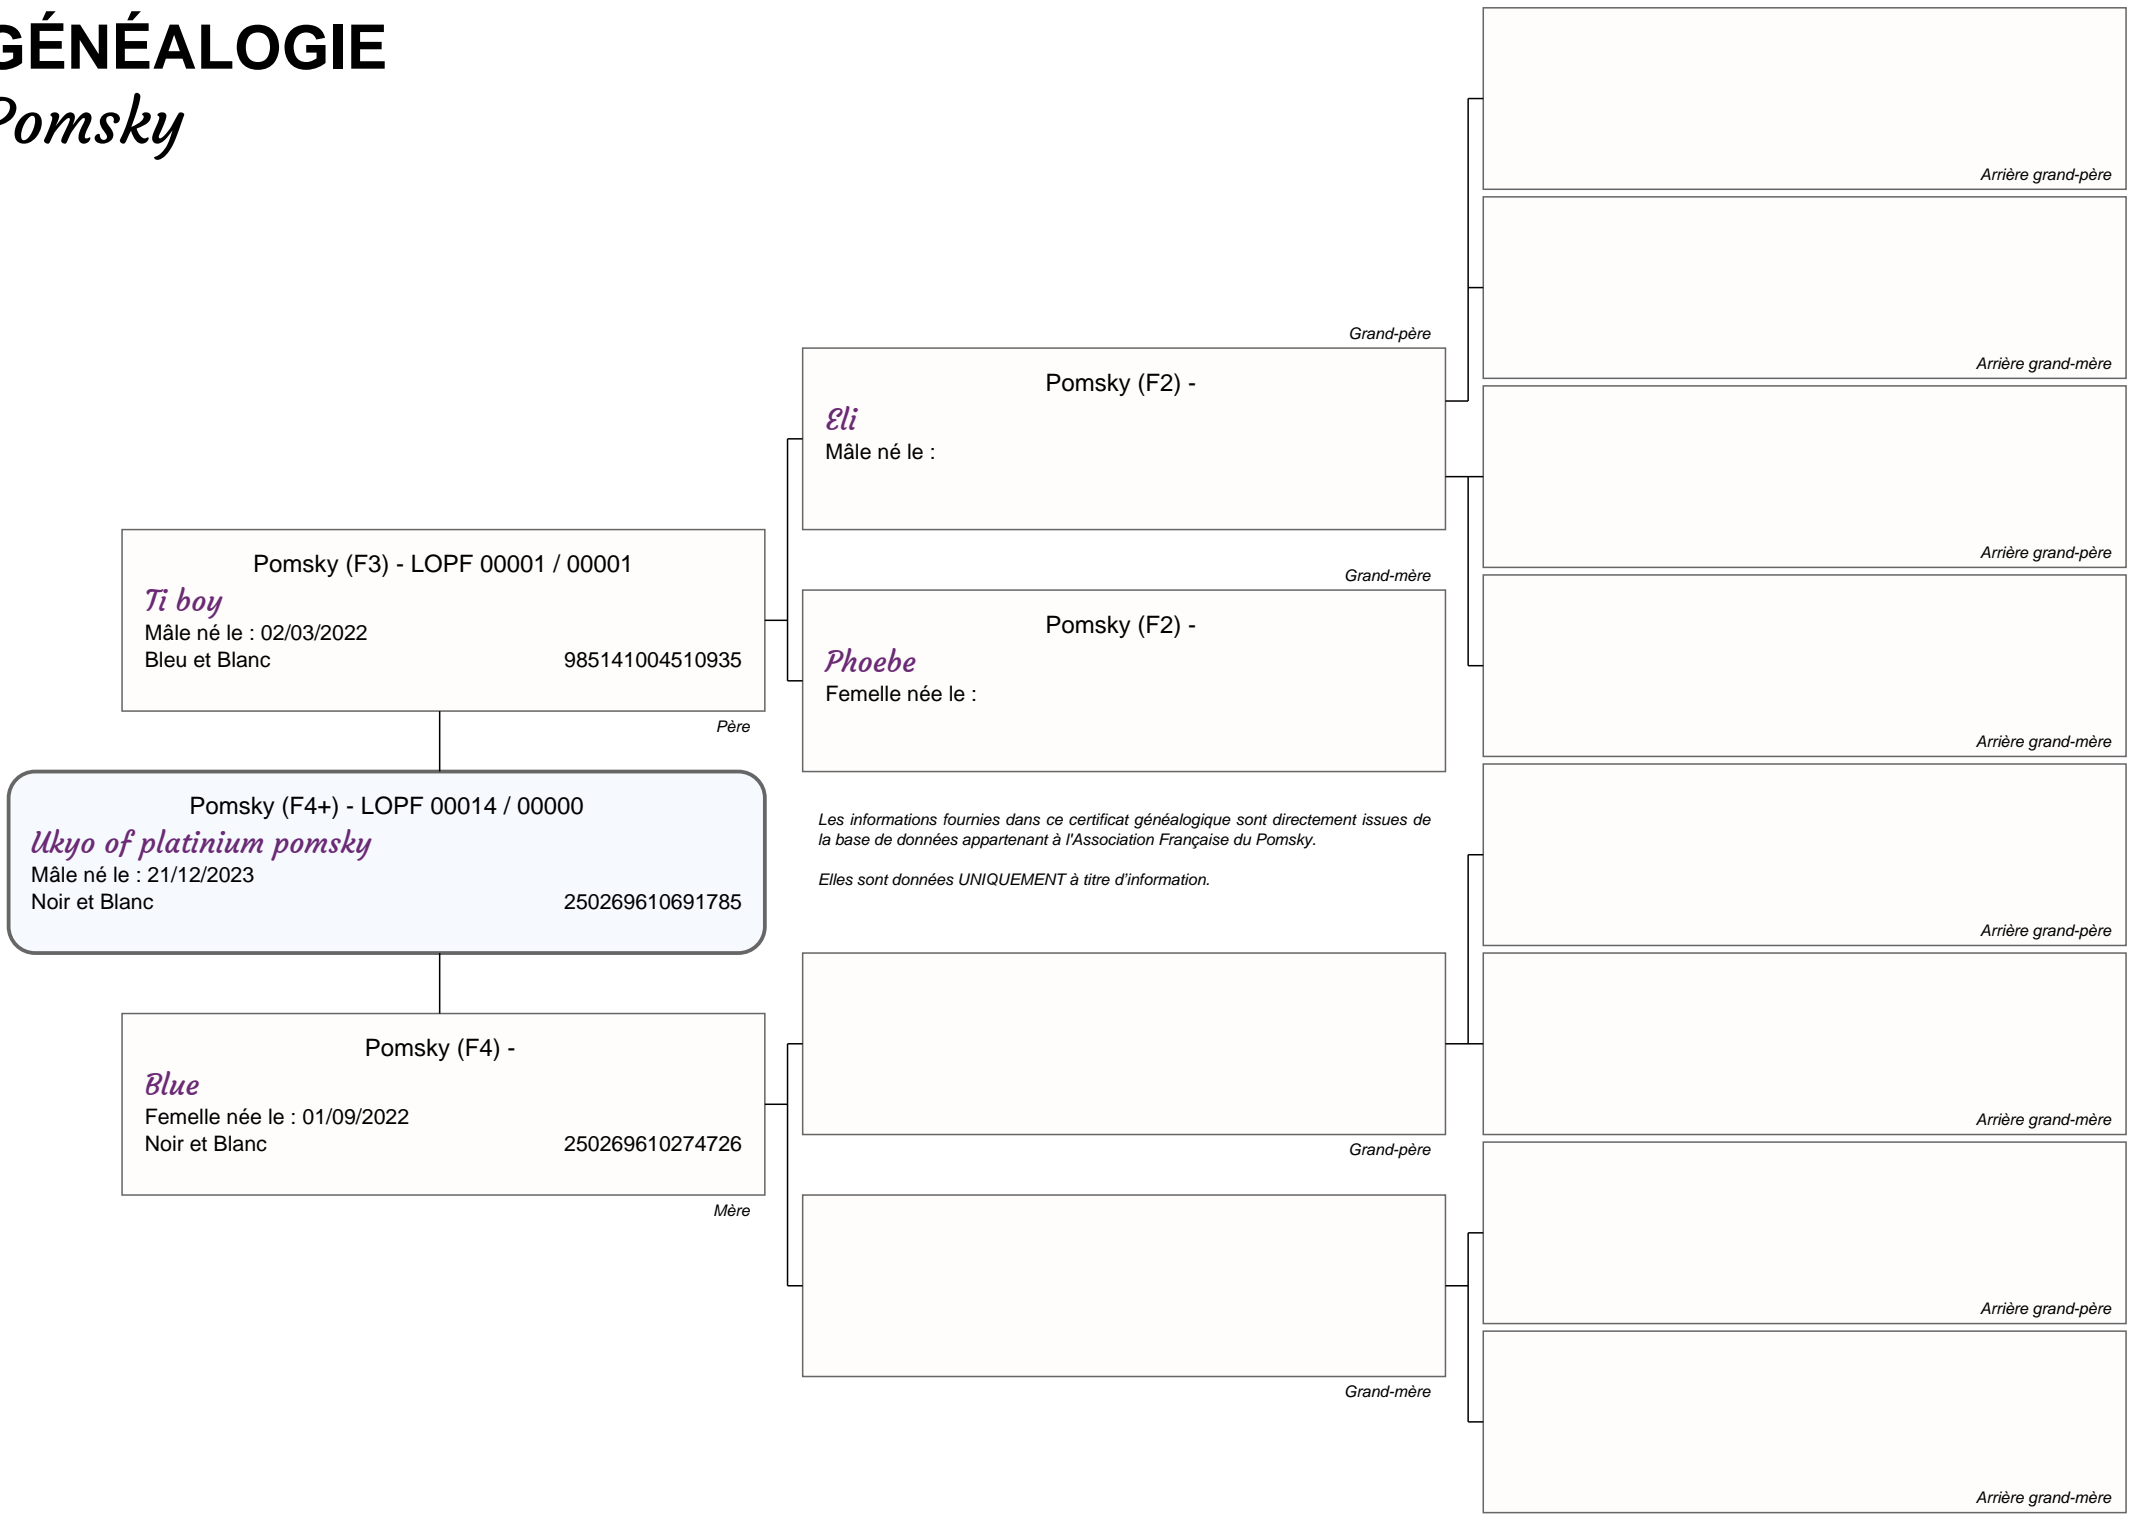 GÉNÉALOGIE
Pomsky
Arrière grand-père
Arrière grand-mère
Grand-père
Pomsky (F2) -
Eli
Mâle né le :
Arrière grand-père
Pomsky (F3) - LOPF 00001 / 00001
Ti boy
Mâle né le : 02/03/2022
Bleu et Blanc 985141004510935
Père
Grand-mère
Pomsky (F2) -
Phoebe
Femelle née le :
Arrière grand-mère
Pomsky (F4+) - LOPF 00014 / 00000
Ukyo of platinium pomsky
Mâle né le : 21/12/2023
Noir et Blanc 250269610691785
Les informations fournies dans ce certificat généalogique sont directement issues de
la base de données appartenant à l'Association Française du Pomsky.
Elles sont données UNIQUEMENT à titre d'information.
Arrière grand-père
Pomsky (F4) -
Blue
Femelle née le : 01/09/2022
Noir et Blanc 250269610274726
Mère
Grand-père
Arrière grand-mère
Arrière grand-père
Grand-mère
Arrière grand-mère